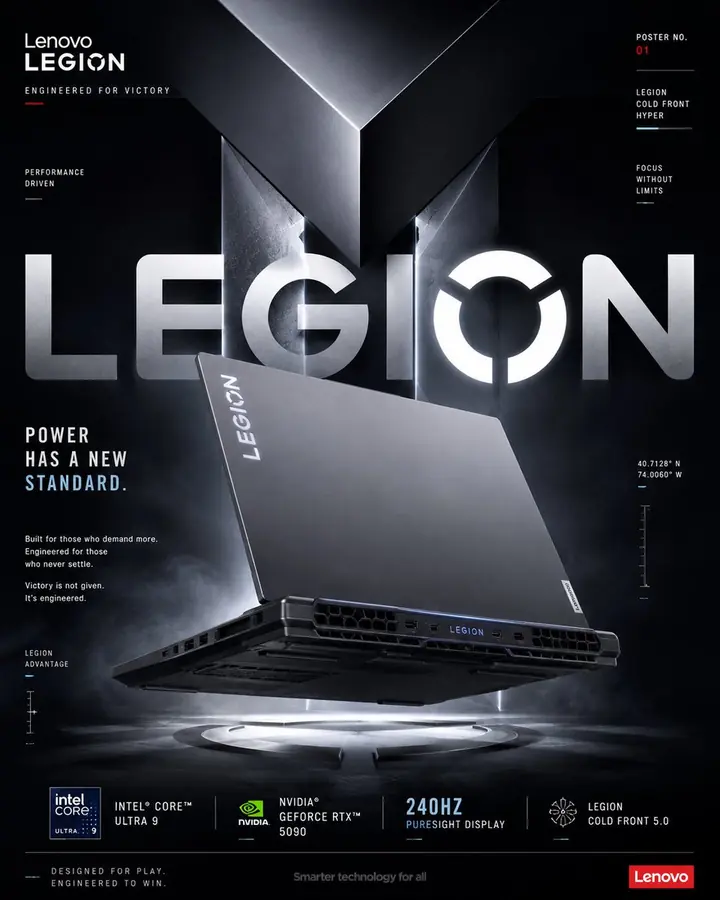 Lenovo
LEGION
ENGINEERED FOR VICTORY
POSTER NO.
01
LEGION
COLD FRONT
HYPER
PERFORMANCE
DRIVEN
FOCUS
WITHOUT
LIMITS
LEGION
LEGION
POWER
HAS A NEW
STANDARD.
40.7128° N
74.0060° W
Built for those who demand more.
Engineered for those
who never settle.
Victory is not given.
It's engineered.
Lenovo
LEGION
LEGION
ADVANTAGE
intel
CORE
ULTRA 9
INTEL® CORE™
ULTRA 9
NVIDIA
NVIDIA®
GEFORCE RTX™
5090
240HZ
PURESIGHT DISPLAY
LEGION
COLD FRONT 5.0
DESIGNED FOR PLAY.
ENGINEERED TO WIN.
Smarter technology for all
Lenovo